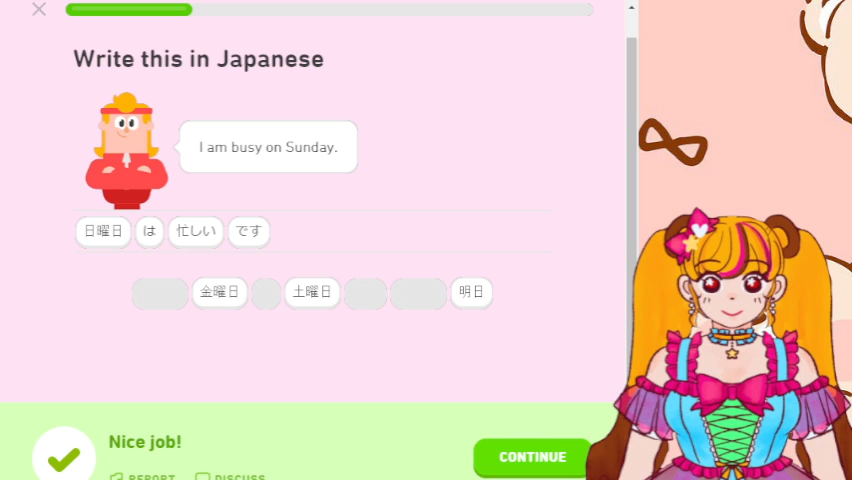 Write this in Japanese
I am busy on Sunday.
日曜日 は 忙しい です
金曜日 土曜日 明日
Nice job!
CONTINUE
REPORT DISCUSS